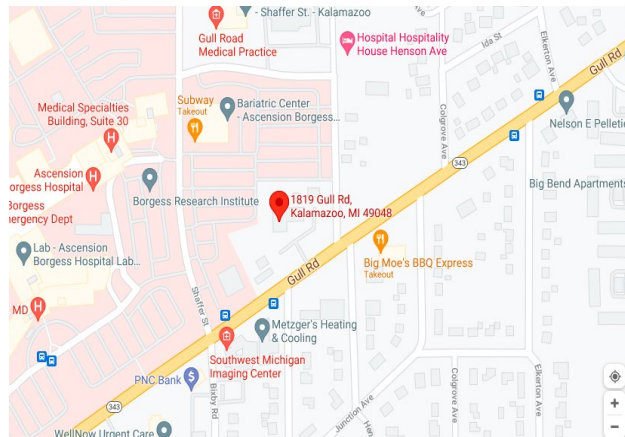 - Shaffer St. - Kalamazoo
Gull Road
Medical Practice
Hospital Hospitality
House Henson Ave
Ida St
Elkerton Ave
Gull Rd
Medical Specialties
Building, Suite 30
Subway
Takeout
Bariatric Center
- Ascension Borgess...
Colgrove Ave
Nelson E Pelletie
343
Ascension
orgess Hospital
Borgess
mergency Dept
Borgess Research Institute
1819 Gull Rd,
Kalamazoo, MI 49048
Big Bend Apartments
Lab - Ascension
Borgess Hospital Lab...
Gull Rd
Big Moe's BBQ Express
Takeout
Shaffer St
MD
Metzger's Heating
& Cooling
Southwest Michigan
Imaging Center
PNC Bank
Bixby Rd
343
Junction Ave
Hen
Colgrove Ave
Elkerton Ave
WellNow Urgent Care